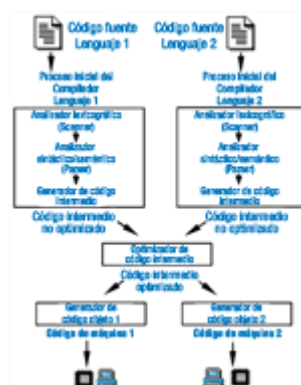 Código fuente
Lenguaje 1
Código fuente
Lenguaje 2
Proceso inicial del
Compilador
Lenguaje 1
Proceso inicial del
Compilador
Lenguaje 2
Analizador lexicográfico
(Scanner)
Analizador
sintáctico/semántico
(Parser)
Generador de código
intermedio
Analizador lexicográfico
(Scanner)
Analizador
sintáctico/semántico
(Parser)
Generador de código
intermedio
Código intermedio
no optimizado
Código intermedio
no optimizado
Optimizador de
código intermedio
Código intermedio
optimizado
Generador de
código objeto 1
Generador de
código objeto 2
Código de máquina 1
Código de máquina 2